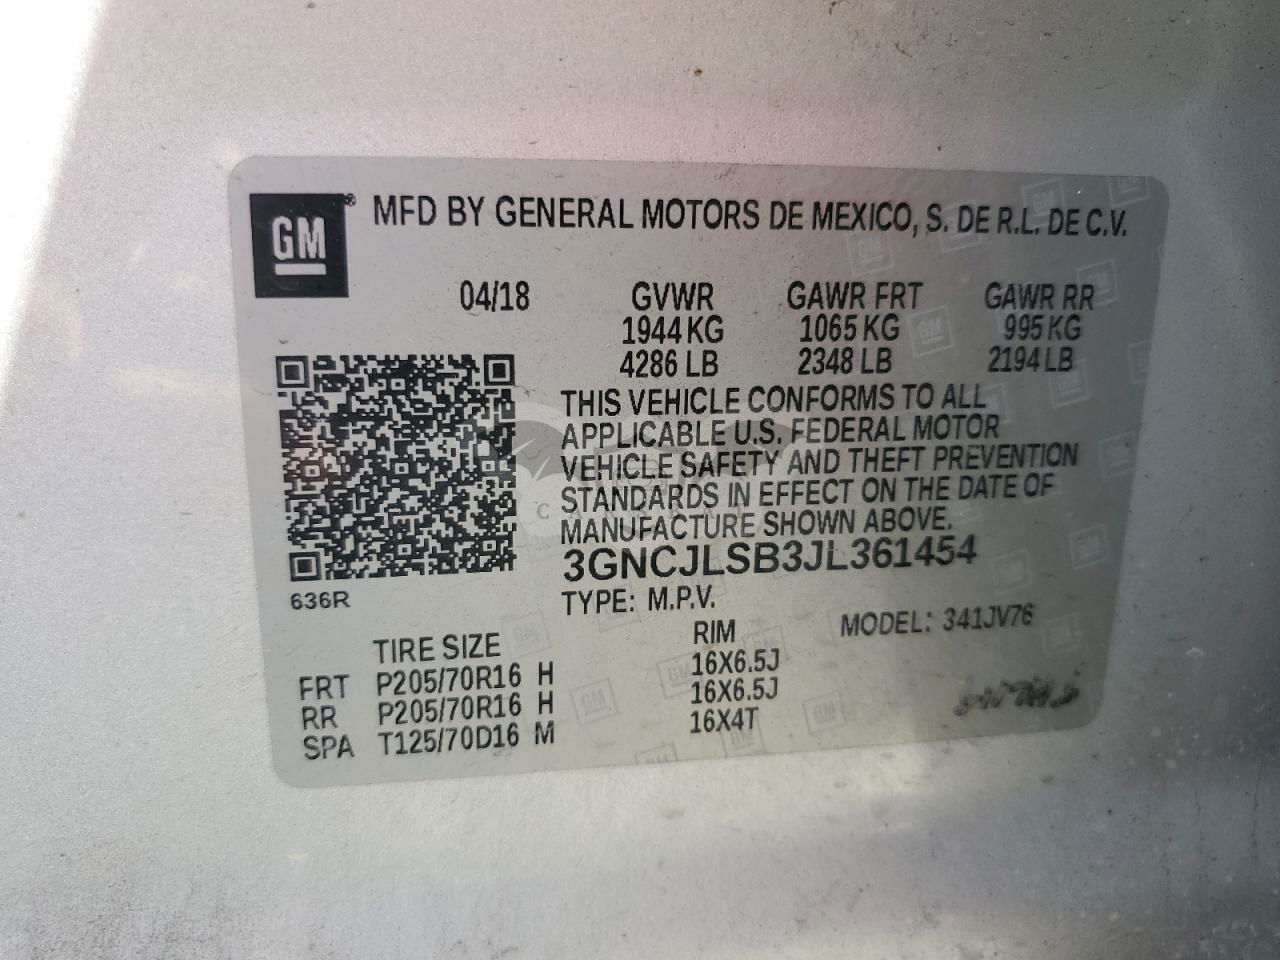 GM ® MFD BY GENERAL MOTORS DE MEXICO, S. DE R.L. DE C.V.
04/18 GVWR GAWR FRT GAWR RR
1944 KG 1065 KG 995 KG
4286 LB 2348 LB 2194 LB
THIS VEHICLE CONFORMS TO ALL
APPLICABLE U.S. FEDERAL MOTOR
VEHICLE SAFETY AND THEFT PREVENTION
STANDARDS IN EFFECT ON THE DATE OF
MANUFACTURE SHOWN ABOVE.
3GNCJLSB3JL361454
636R
TYPE: M.P.V.
MODEL: 341JV76
TIRE SIZE RIM
FRT P205/70R16 H 16X6.5J
RR P205/70R16 H 16X6.5J
SPA T125/70D16 M 16X4T